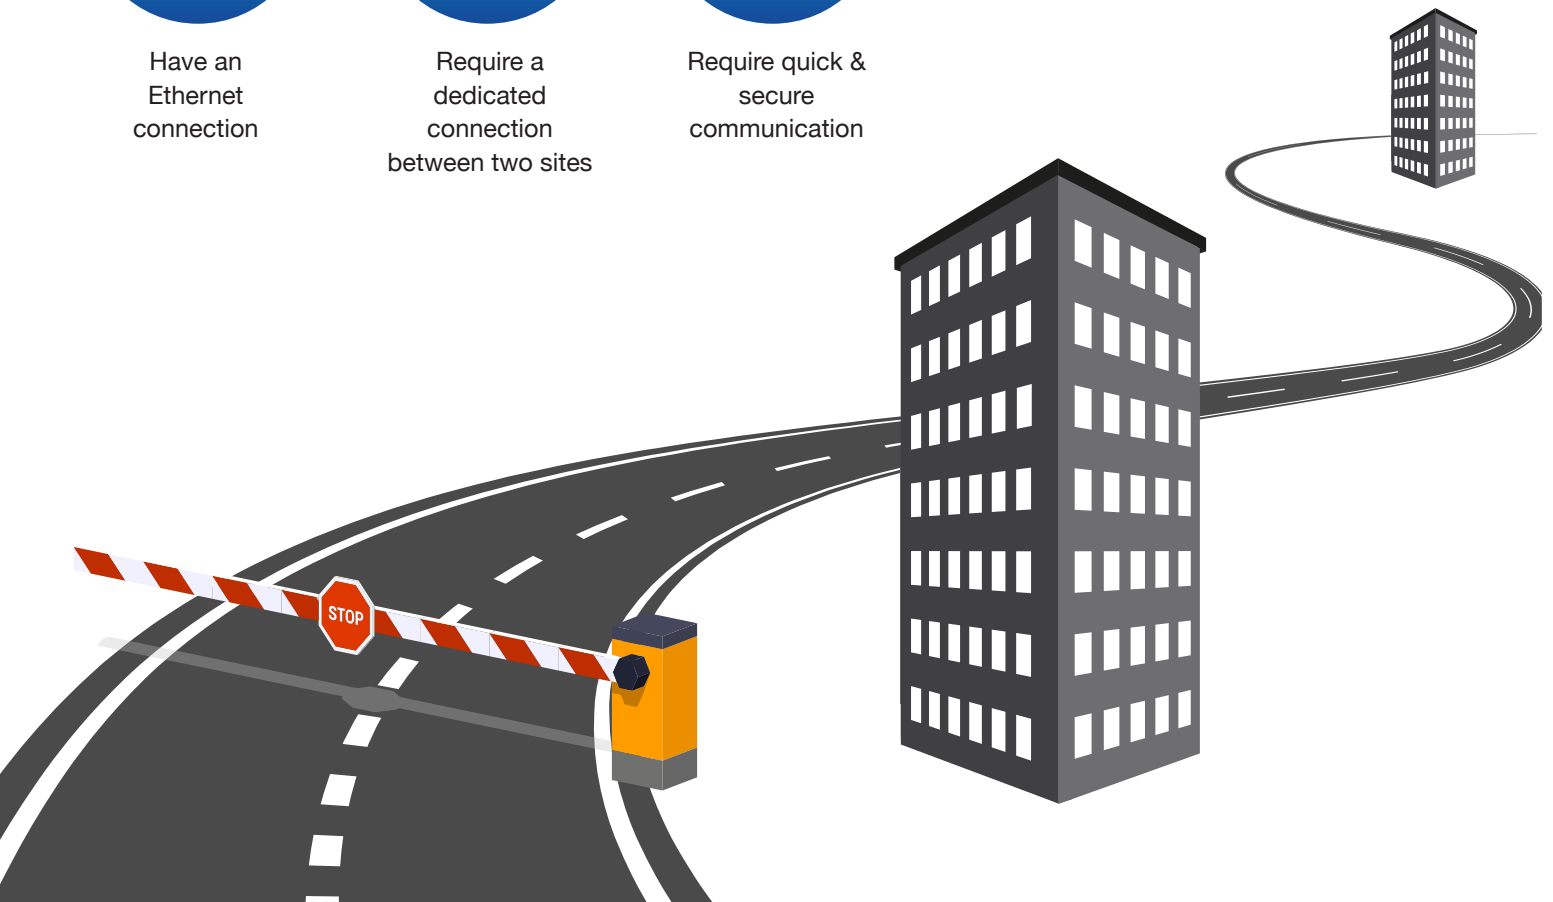 Have an
Ethernet
connection
Require a
dedicated
connection
between two sites
Require quick &
secure
communication
STOP